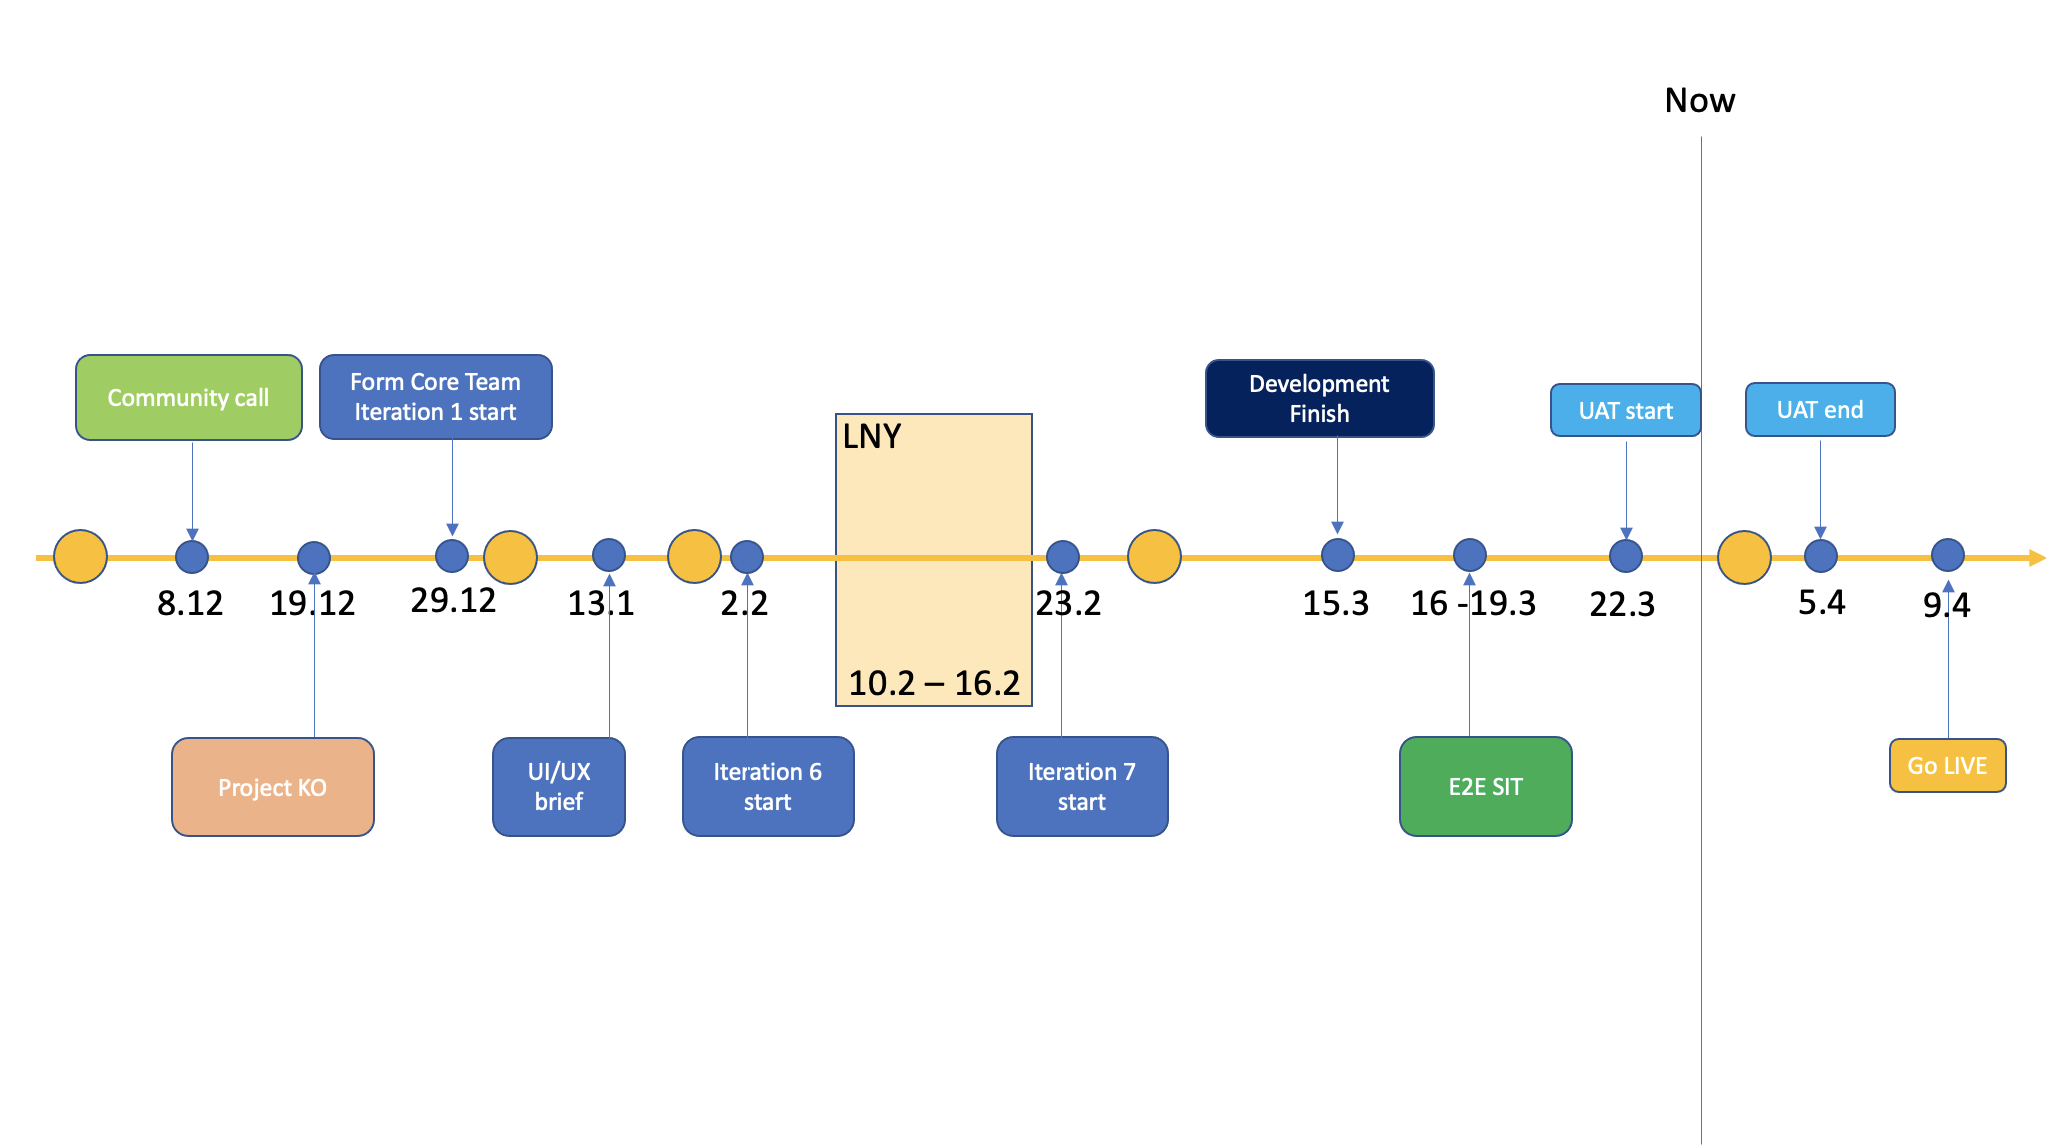 Now
Community call
Form Core Team
Iteration 1 start
Development
Finish
UAT start
UAT end
LNY
8.12
19.12
29.12
13.1
2.2
23.2
15.3
16 -19.3
22.3
5.4
9.4
10.2 – 16.2
Project KO
UI/UX
brief
Iteration 6
start
Iteration 7
start
E2E SIT
Go LIVE